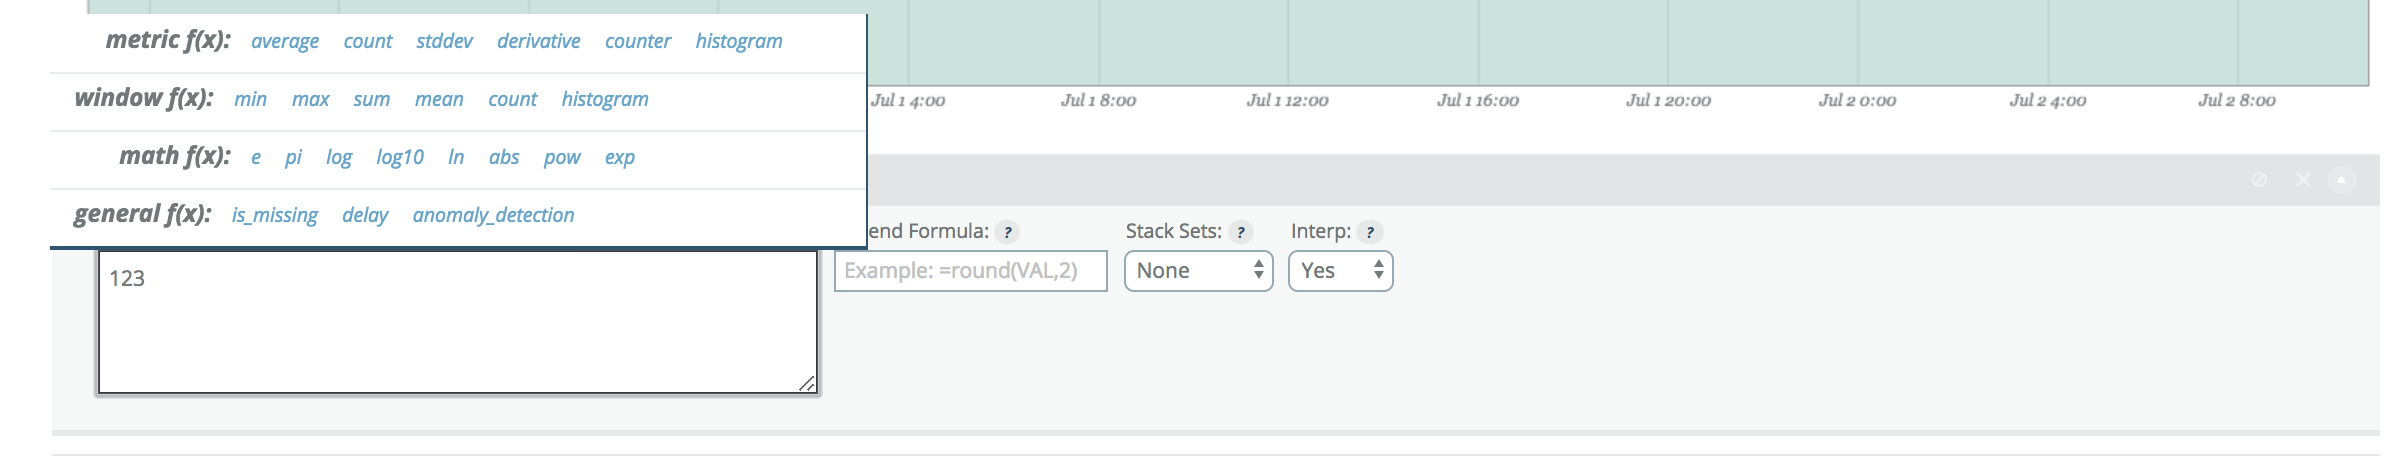 metric f(x): average count stddev derivative counter histogram
window f(x): min max sum mean count histogram
math f(x): e pi log log10 ln abs pow exp
general f(x): is_missing delay anomaly_detection
Jul 1 4:00 Jul 1 8:00 Jul 1 12:00 Jul 1 16:00 Jul 1 20:00 Jul 2 0:00 Jul 2 4:00 Jul 2 8:00
end Formula: ? Stack Sets: ? Interp: ?
123 Example: =round(VAL,2) None Yes